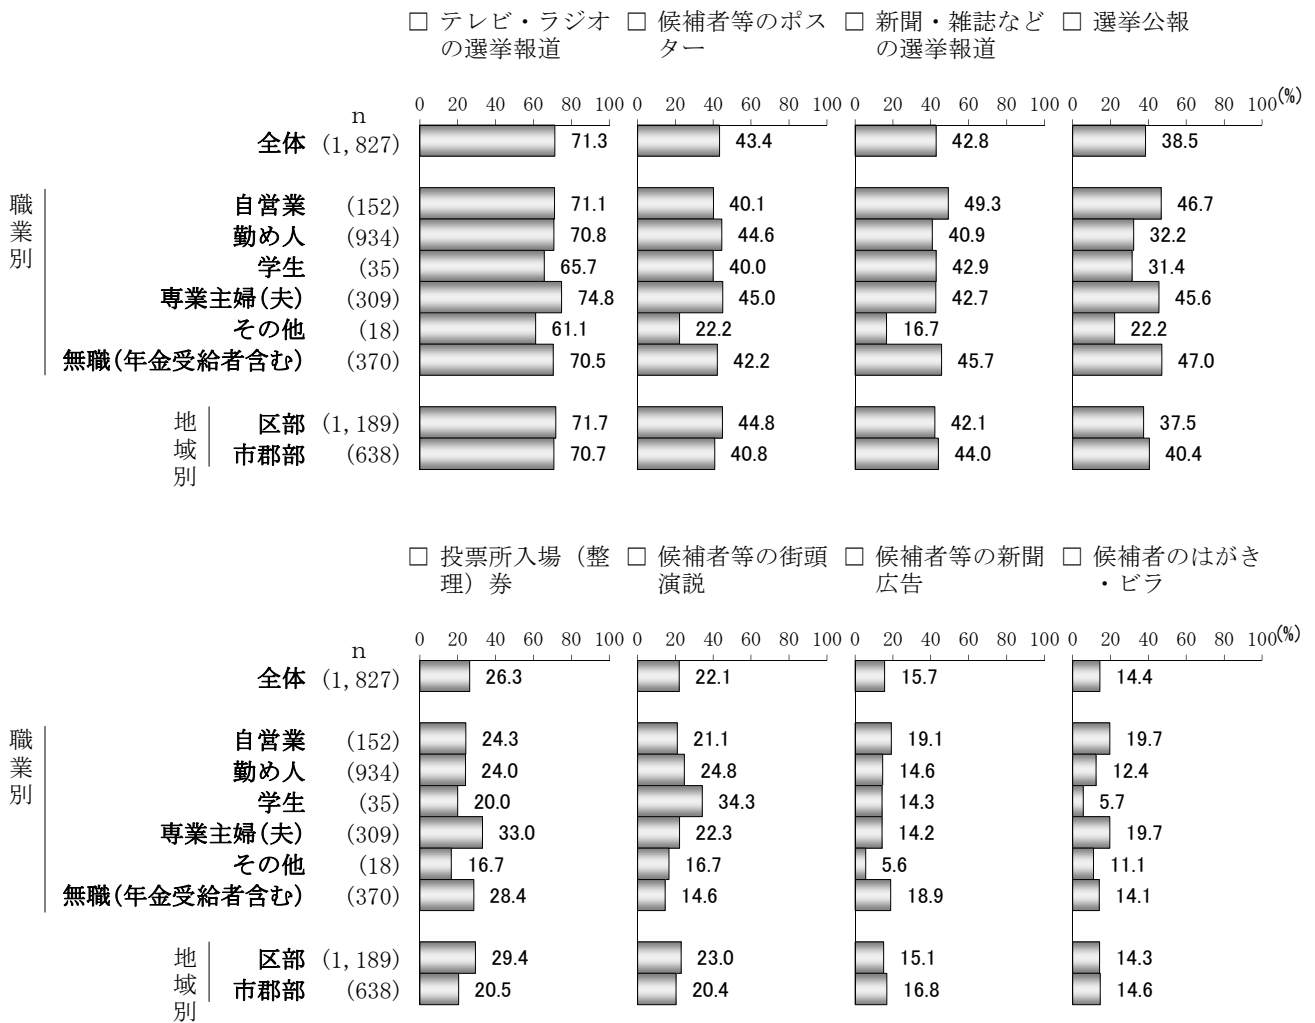 □ テレビ・ラジオ □ 候補者等のポス □ 新聞・雑誌など □ 選挙公報
の選挙報道 ター の選挙報道
0 20 40 60 80 100 0 20 40 60 80 100 0 20 40 60 80 100 0 20 40 60 80 100(%)
n
全体 (1,827) 71.3 43.4 42.8 38.5
職業別
自営業 (152) 71.1 40.1 49.3 46.7
勤め人 (934) 70.8 44.6 40.9 32.2
学生 (35) 65.7 40.0 42.9 31.4
専業主婦(夫) (309) 74.8 45.0 42.7 45.6
その他 (18) 61.1 22.2 16.7 22.2
無職(年金受給者含む) (370) 70.5 42.2 45.7 47.0
地域別
区部 (1,189) 71.7 44.8 42.1 37.5
市郡部 (638) 70.7 40.8 44.0 40.4
□ 投票所入場（整 □ 候補者等の街頭 □ 候補者等の新聞 □ 候補者のはがき
理）券 演説 広告 ・ビラ
0 20 40 60 80 100 0 20 40 60 80 100 0 20 40 60 80 100 0 20 40 60 80 100(%)
n
全体 (1,827) 26.3 22.1 15.7 14.4
職業別
自営業 (152) 24.3 21.1 19.1 19.7
勤め人 (934) 24.0 24.8 14.6 12.4
学生 (35) 20.0 34.3 14.3 5.7
専業主婦(夫) (309) 33.0 22.3 14.2 19.7
その他 (18) 16.7 16.7 5.6 11.1
無職(年金受給者含む) (370) 28.4 14.6 18.9 14.1
地域別
区部 (1,189) 29.4 23.0 15.1 14.3
市郡部 (638) 20.5 20.4 16.8 14.6